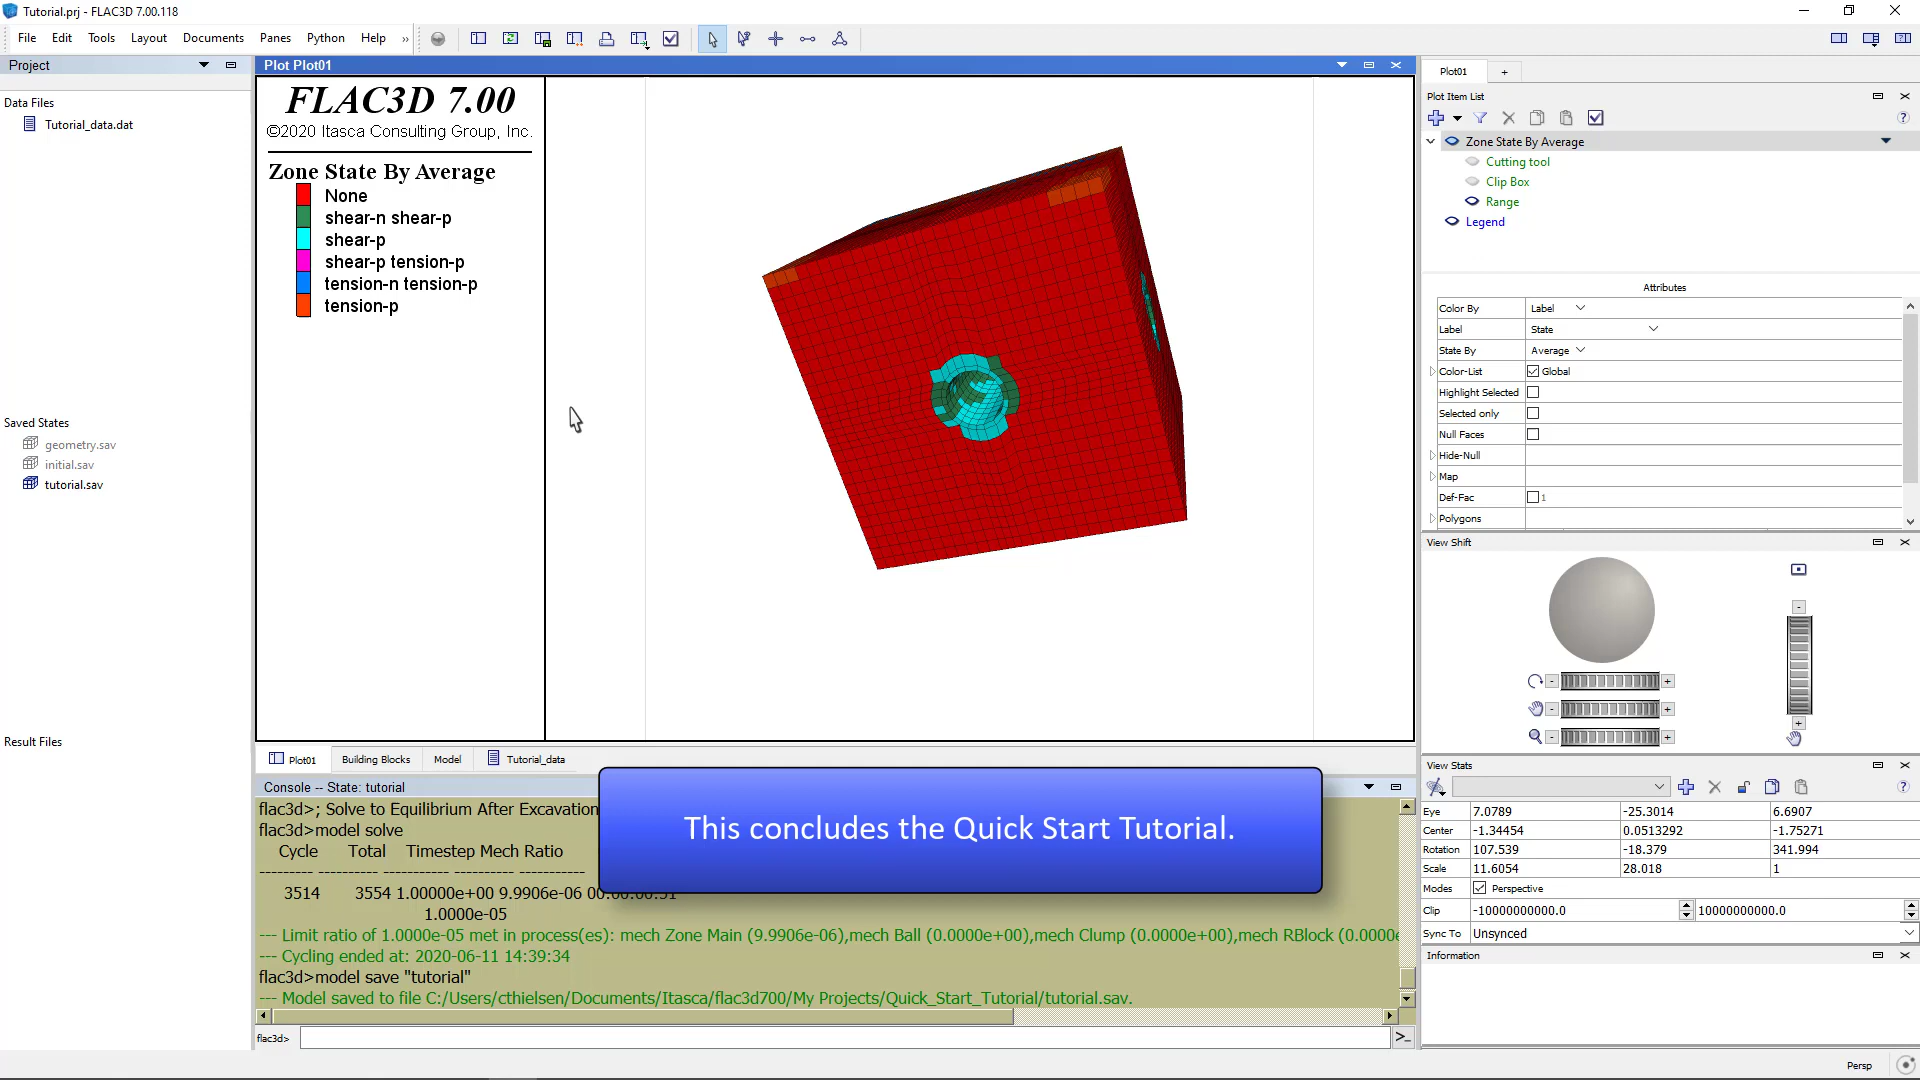 Tutorial.prj - FLAC3D 7.00.118
File Edit Tools Layout Documents Panes Python Help »
Project
Data Files
Tutorial_data.dat
Saved States
geometry.sav
initial.sav
tutorial.sav
Result Files
Plot Plot01
FLAC3D 7.00
©2020 Itasca Consulting Group, Inc.
Zone State By Average
None
shear-n shear-p
shear-p
shear-p tension-p
tension-n tension-p
tension-p
Plot01 Building Blocks Model Tutorial_data
Console -- State: tutorial
flac3d>; Solve to Equilibrium After Excavation
flac3d>model solve
Cycle Total Timestep Mech Ratio
--------- ---------- ---------- -----------
3514 3554 1.00000e+00 9.9906e-06
1.0000e-05
--- Limit ratio of 1.0000e-05 met in process(es): mech Zone Main (9.9906e-06),mech Ball (0.0000e+00),mech Clump (0.0000e+00),mech RBlock (0.0000e
--- Cycling ended at: 2020-06-11 14:39:34
flac3d>model save "tutorial"
--- Model saved to file C:/Users/cthielsen/Documents/Itasca/flac3d700/My Projects/Quick_Start_Tutorial/tutorial.sav.
flac3d>
This concludes the Quick Start Tutorial.
Plot01 +
Plot Item List
Zone State By Average
Cutting tool
Clip Box
Range
Legend
Attributes
Color By Label
Label State
State By Average
Color-List Global
Highlight Selected
Selected only
Null Faces
Hide-Null
Map
Def-Fac 1
Polygons
View Shift
View Stats
Eye 7.0789 -25.3014 6.6907
Center -1.34454 0.0513292 -1.75271
Rotation 107.539 -18.379 341.994
Scale 11.6054 28.018 1
Modes Perspective
Clip -10000000000.0 10000000000.0
Sync To Unsynced
Information
Persp